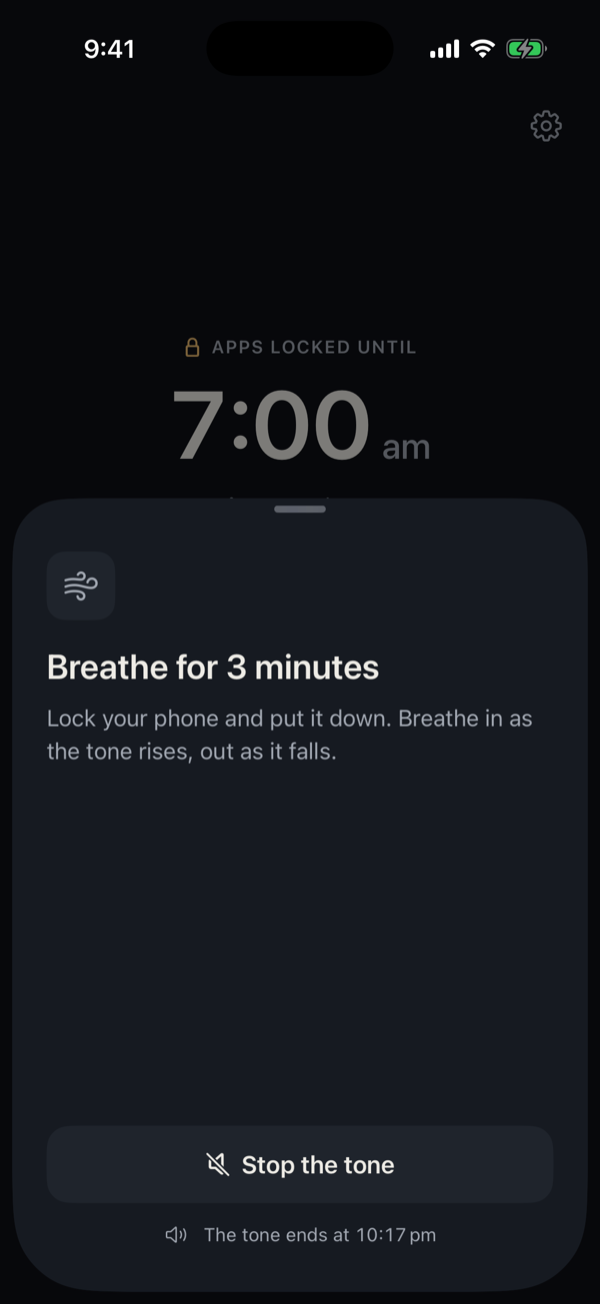 9:41
APPS LOCKED UNTIL
7:00 am
Breathe for 3 minutes
Lock your phone and put it down. Breathe in as
the tone rises, out as it falls.
Stop the tone
The tone ends at 10:17 pm